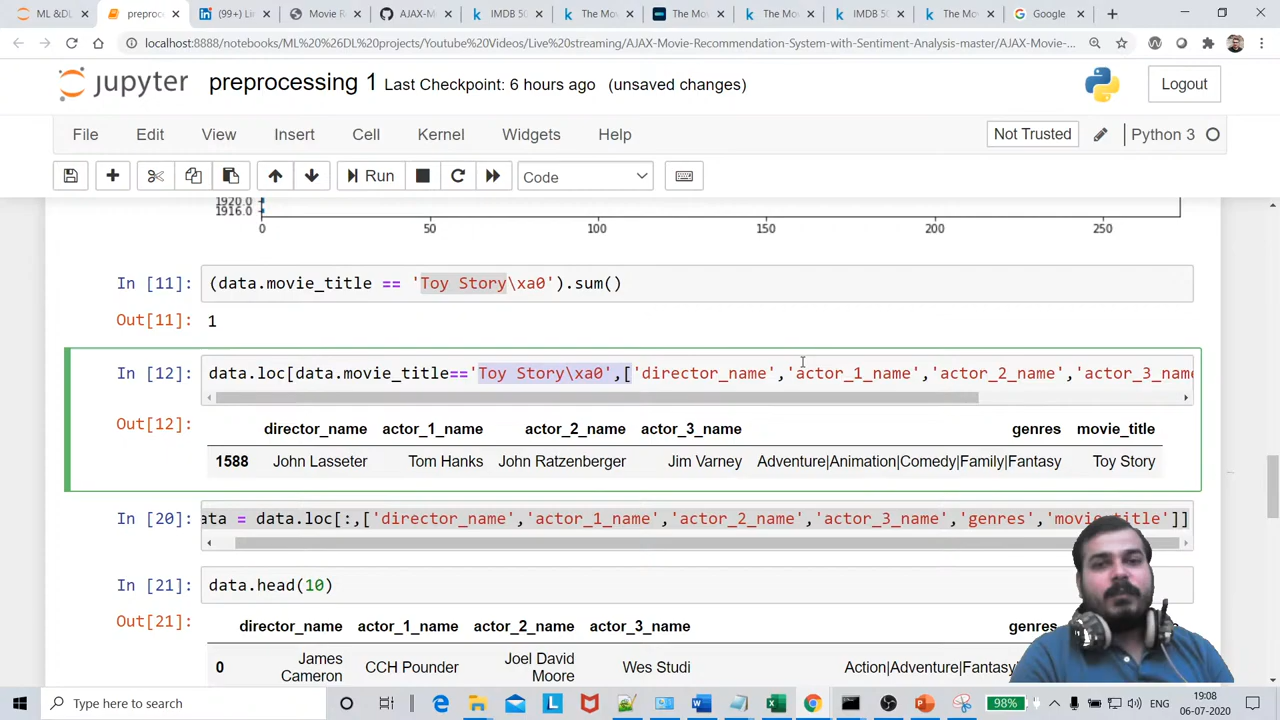 ML &DL
preproces
(99+) Lin
Movie R
AJAX-M
IMDB 50
The Mov
The Mov
The Mov
IMDB 50
The Mov
Google
localhost:8888/notebooks/ML%20%26%20DL%20projects/Youtube%20Videos/Live%20streaming/AJAX-Movie-Recommendation-System-with-Sentiment-Analysis-master/AJAX-Movie-...
jupyter preprocessing 1 Last Checkpoint: 6 hours ago (unsaved changes)
Logout
File Edit View Insert Cell Kernel Widgets Help
Not Trusted Python 3
Run Code
1920.0
1916.0
0 50 100 150 200 250
In [11]: (data.movie_title == 'Toy Story\xa0').sum()
Out[11]: 1
In [12]: data.loc[data.movie_title=='Toy Story\xa0',['director_name','actor_1_name','actor_2_name','actor_3_name
Out[12]: director_name actor_1_name actor_2_name actor_3_name genres movie_title
1588 John Lasseter Tom Hanks John Ratzenberger Jim Varney Adventure|Animation|Comedy|Family|Fantasy Toy Story
In [20]: ata = data.loc[:,['director_name','actor_1_name','actor_2_name','actor_3_name','genres','movie_title']]
In [21]: data.head(10)
Out[21]: director_name actor_1_name actor_2_name actor_3_name genres
0 James Cameron CCH Pounder Joel David Moore Wes Studi Action|Adventure|Fantasy
Type here to search
98%
ENG
19:08
06-07-2020